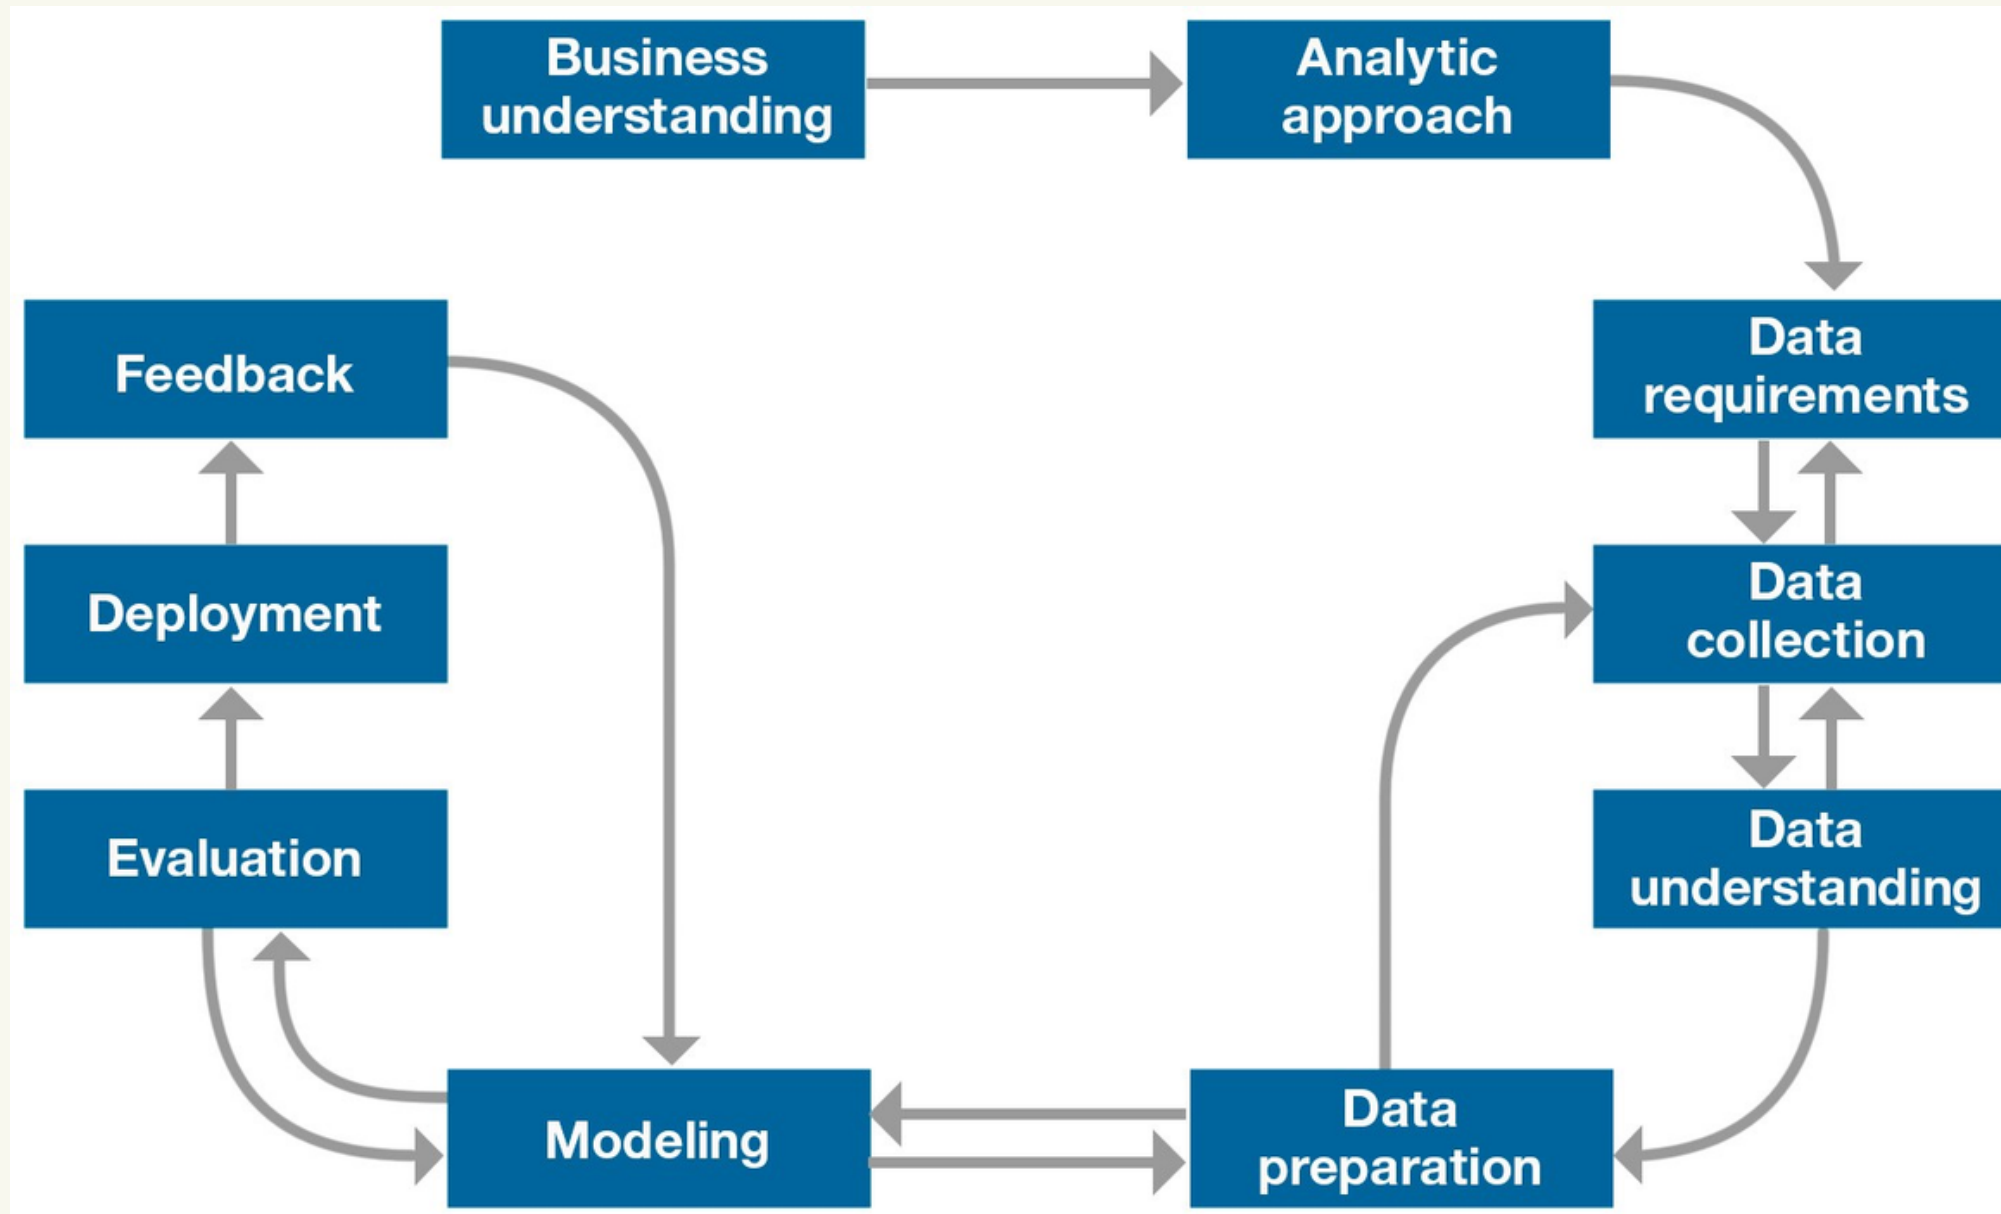 Business
understanding
Analytic
approach
Data
requirements
Data
collection
Data
understanding
Data
preparation
Modeling
Evaluation
Deployment
Feedback